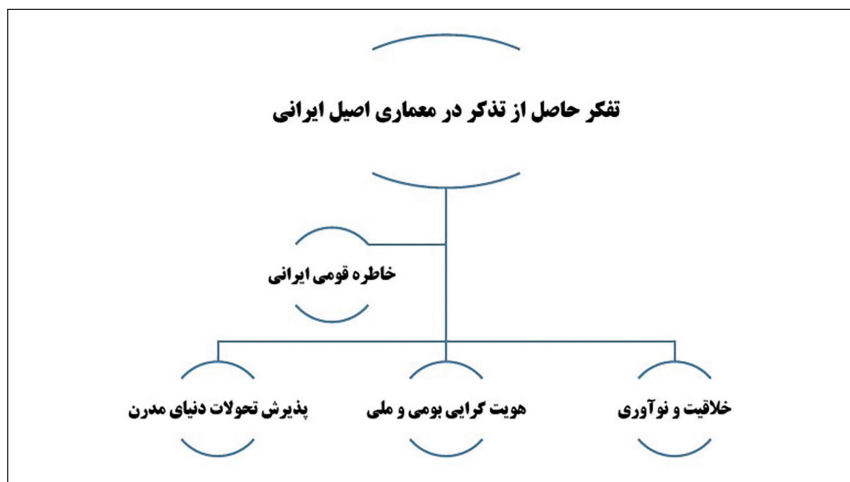 تفکر حاصل از تذکر در معماری اصیل ایرانی
خاطره قومی ایرانی
خلاقیت و نوآوری
هویت گرایی بومی و ملی
پذیرش تحولات دنیای مدرن